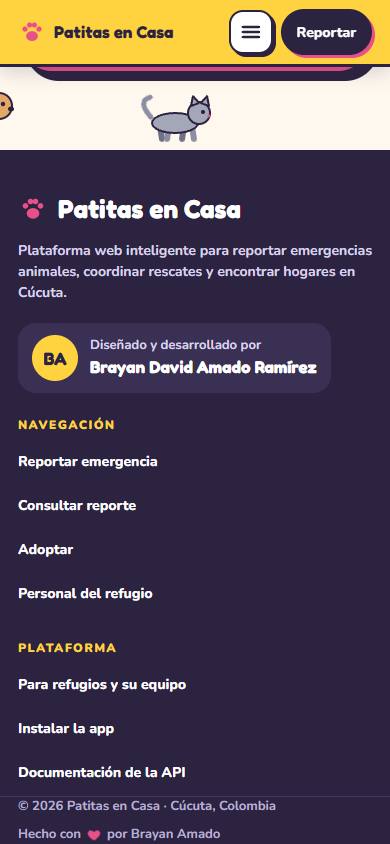 Patitas en Casa
Reportar
Patitas en Casa
Plataforma web inteligente para reportar emergencias
animales, coordinar rescates y encontrar hogares en
Cúcuta.
BA
Diseñado y desarrollado por
Brayan David Amado Ramírez
NAVEGACIÓN
Reportar emergencia
Consultar reporte
Adoptar
Personal del refugio
PLATAFORMA
Para refugios y su equipo
Instalar la app
Documentación de la API
© 2026 Patitas en Casa · Cúcuta, Colombia
Hecho con por Brayan Amado